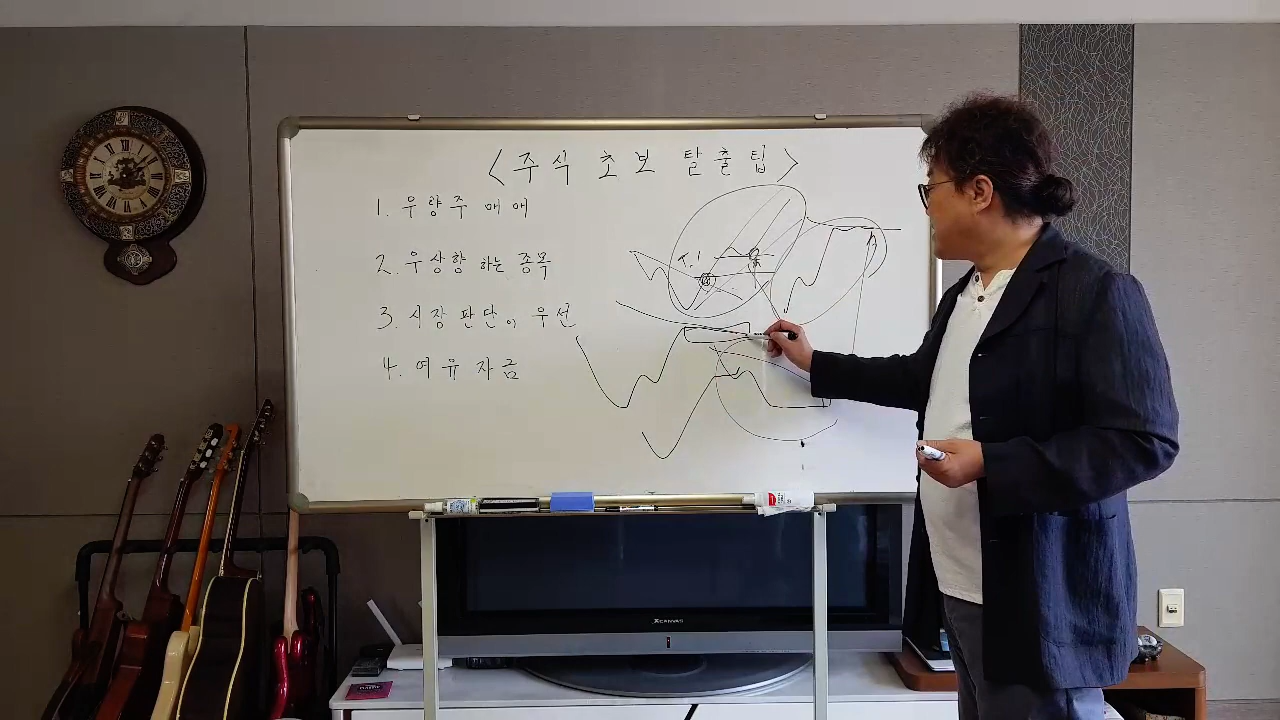 <주식 초보 탈출팁>
1. 우량주 매매
2. 우상향 하는 종목
3. 시장 판단이 우선
4. 여유자금
XCANVAS